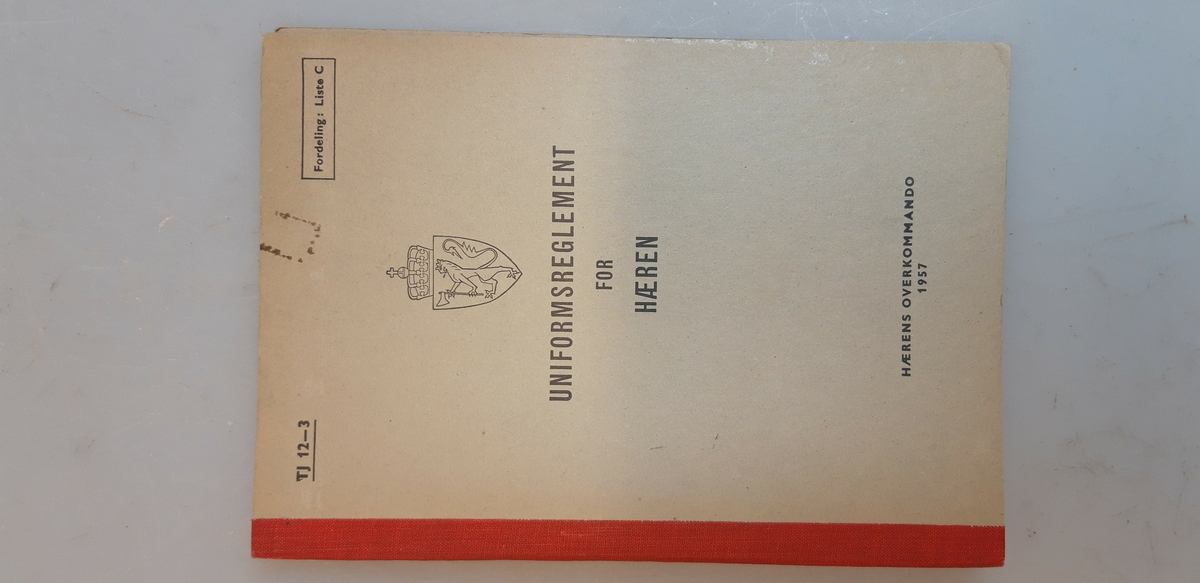 TJ 12—3
Fordeling: Liste C
UNIFORMSREGLEMENT
FOR
HÆREN
HÆRENS OVERKOMMANDO
1957